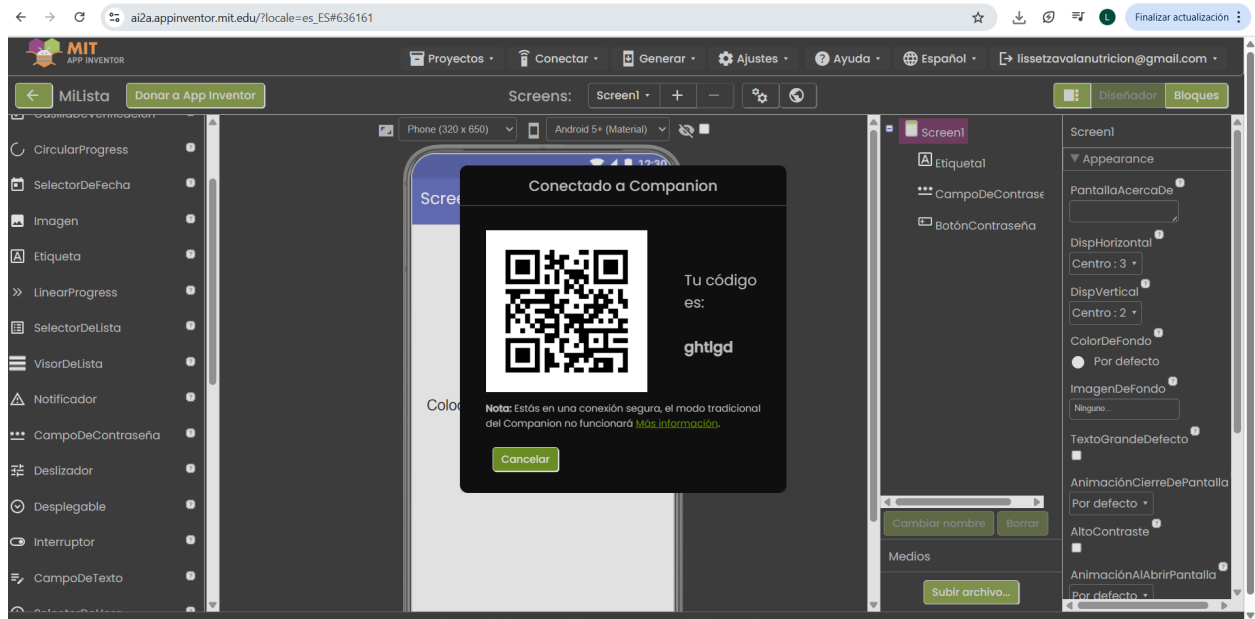 ai2a.appinventor.mit.edu/?locale=es_ES#636161
L
Finalizar actualización
MIT
APP INVENTOR
Proyectos
Conectar
Generar
Ajustes
Ayuda
Español
lissetzavalanutricion@gmail.com
MiLista
Donar a App Inventor
Screens:
Screen1
Diseñador
Bloques
CasillaDeVerificación
CircularProgress
SelectorDeFecha
Imagen
Etiqueta
LinearProgress
SelectorDeLista
VisorDeLista
Notificador
CampoDeContraseña
Deslizador
Desplegable
Interruptor
CampoDeTexto
Phone (320 x 650)
Android 5+ (Material)
12:30
Scree
Coloc
Conectado a Companion
Tu código
es:
ghtlgd
Nota: Estás en una conexión segura, el modo tradicional
del Companion no funcionará Más información.
Cancelar
Screen1
Etiqueta1
CampoDeContrase
BotónContraseña
Cambiar nombre
Borrar
Medios
Subir archivo...
Screen1
Appearance
PantallaAcercaDe
DispHorizontal
Centro : 3
DispVertical
Centro : 2
ColorDeFondo
Por defecto
ImagenDeFondo
Ninguno...
TextoGrandeDefecto
AnimaciónCierreDePantalla
Por defecto
AltoContraste
AnimaciónAlAbrirPantalla
Por defecto